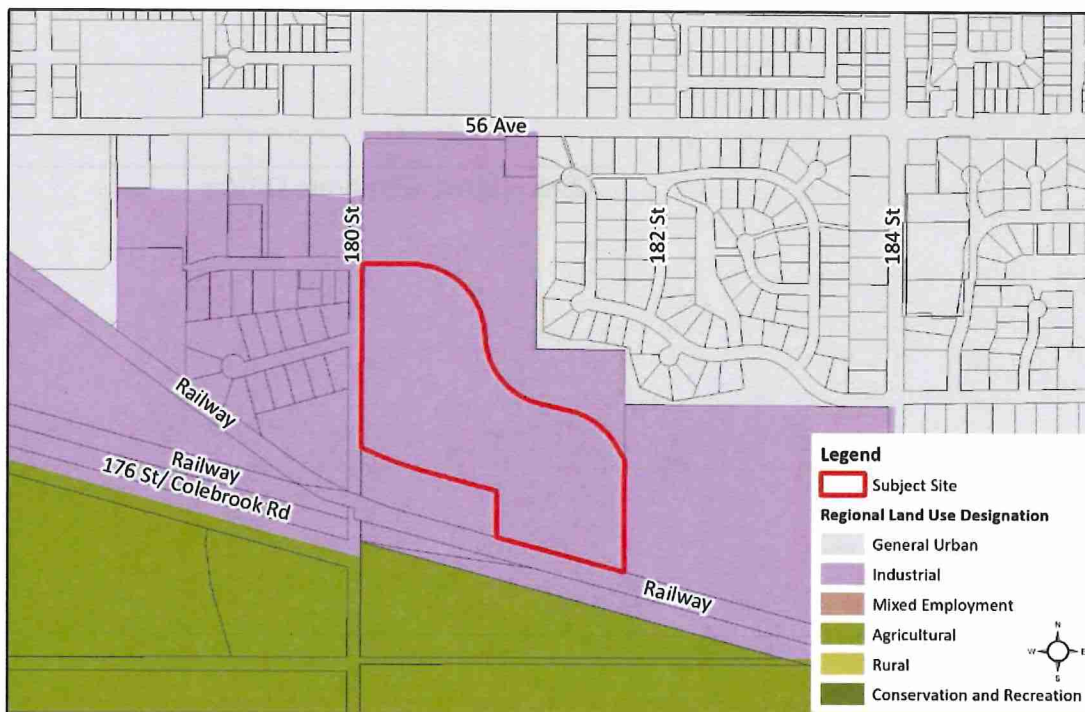 56 Ave
180 St
182 St
184 St
Railway
Railway
176 St/ Colebrook Rd
Railway
Legend
Subject Site
Regional Land Use Designation
General Urban
Industrial
Mixed Employment
Agricultural
Rural
Conservation and Recreation
N
W E
S